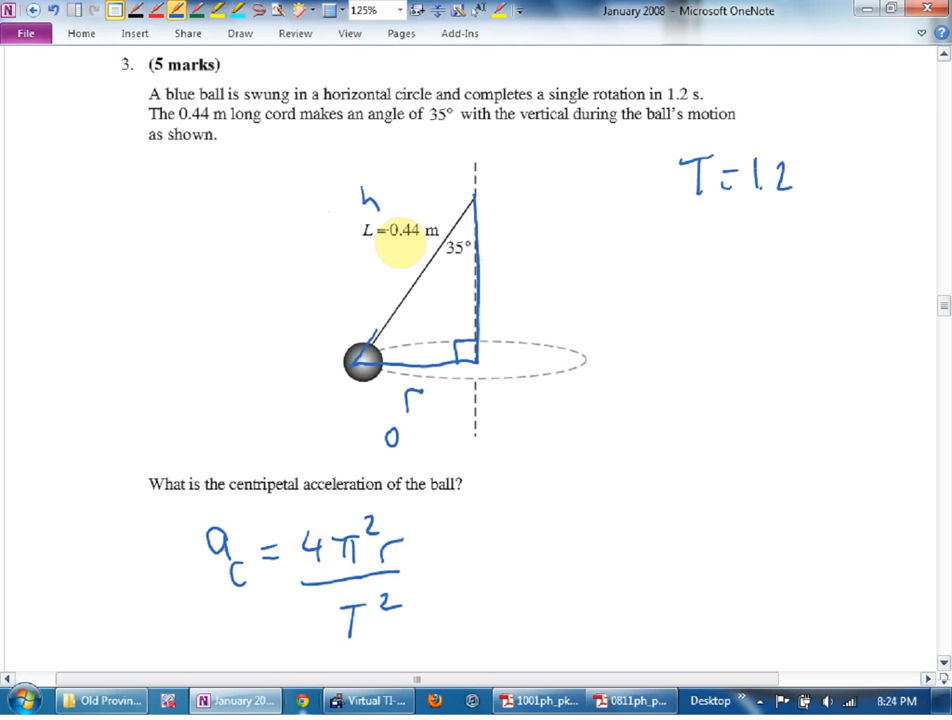 January 2008 - Microsoft OneNote
125%
File Home Insert Share Draw Review View Pages Add-Ins
3. (5 marks)
A blue ball is swung in a horizontal circle and completes a single rotation in 1.2 s.
The 0.44 m long cord makes an angle of 35° with the vertical during the ball's motion
as shown.
T = 1.2
h
L = 0.44 m
35°
r
o
What is the centripetal acceleration of the ball?
a_c = 4π²r
T²
Old Provin... January 20... Virtual TI-... 1001ph_pk... 0811ph_p... Desktop 8:24 PM